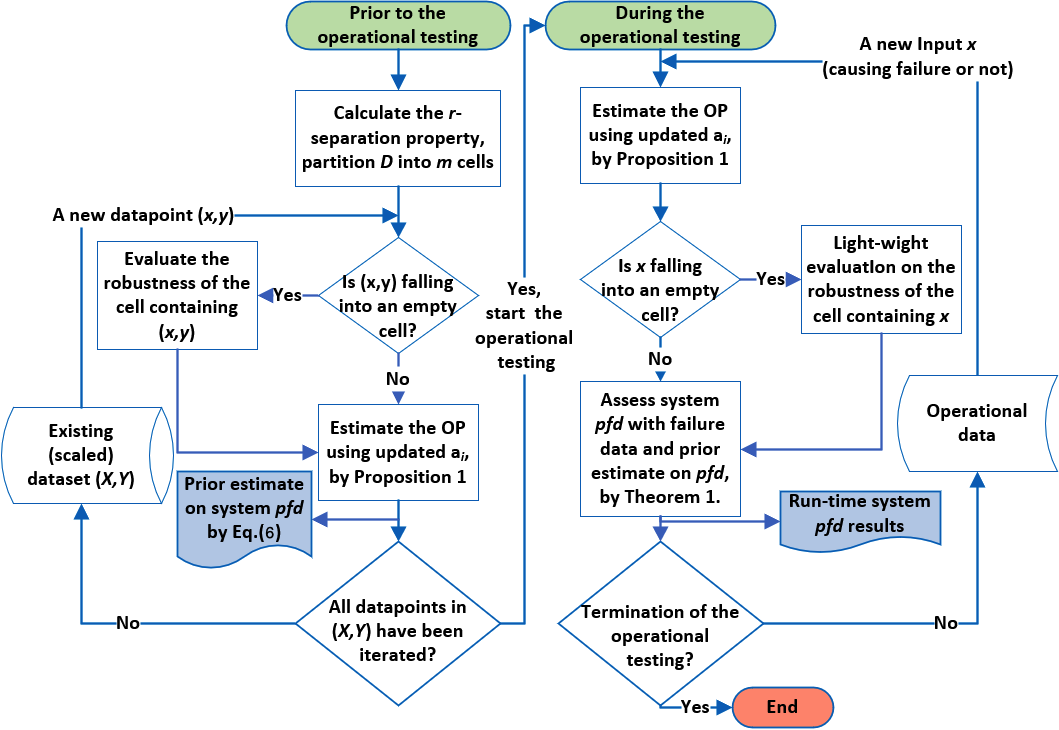 Prior to the
operational testing
Calculate the r-
separation property,
partition D into m cells
A new datapoint (x,y)
Is (x,y) falling
into an empty
cell?
Yes
Evaluate the
robustness of the
cell containing
(x,y)
No
Estimate the OP
using updated ai,
by Proposition 1
Existing
(scaled)
dataset (X,Y)
Prior estimate
on system pfd
by Eq.(6)
All datapoints in
(X,Y) have been
iterated?
No
Yes,
start the
operational
testing
During the
operational testing
A new Input x
(causing failure or not)
Estimate the OP
using updated ai,
by Proposition 1
Is x falling
into an empty
cell?
Yes
Light-wight
evaluatIon on the
robustness of the
cell containing x
No
Assess system
pfd with failure
data and prior
estimate on pfd,
by Theorem 1.
Operational
data
Run-time system
pfd results
Termination of the
operational
testing?
No
Yes
End